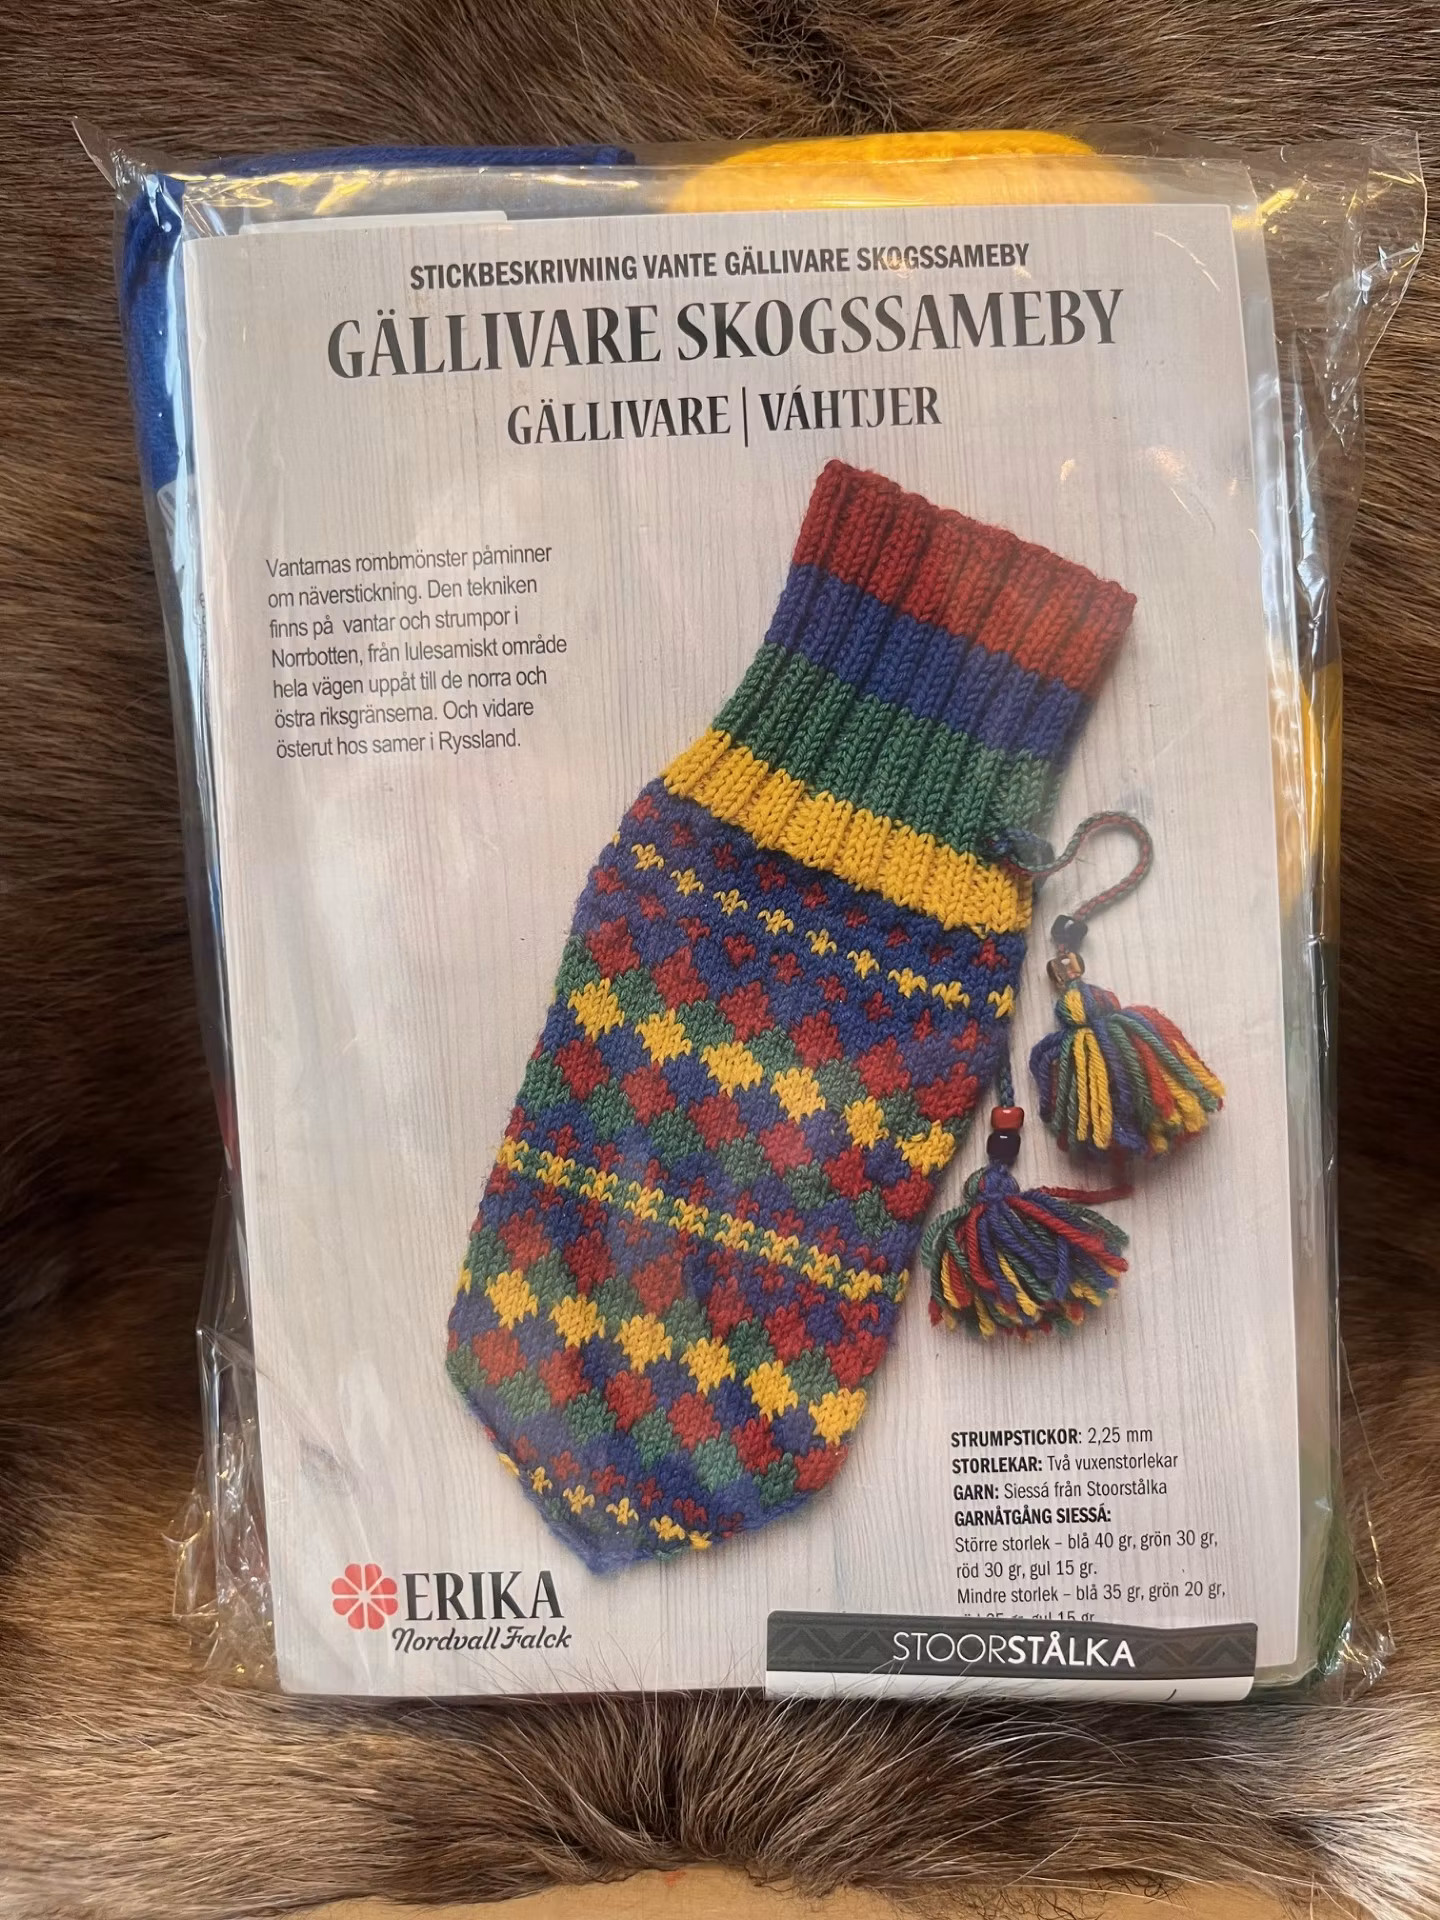 STICKBESKRIVNING VANTE GÄLLIVARE SKOGSSAMEBY
GÄLLIVARE SKOGSSAMEBY
GÄLLIVARE | VÁHTJER
Vantarnas rombmönster påminner
om näverstickning. Den tekniken
finns på vantar och strumpor i
Norrbotten, från lulesamiskt område
hela vägen uppåt till de norra och
östra riksgränserna. Och vidare
österut hos samer i Ryssland.
STRUMPSTICKOR: 2,25 mm
STORLEKAR: Två vuxenstorlekar
GARN: Siessá från Stoorstålka
GARNÅTGÅNG SIESSÁ:
Större storlek – blå 40 gr, grön 30 gr,
röd 30 gr, gul 15 gr.
Mindre storlek – blå 35 gr, grön 20 gr,
gul 15 gr
ERIKA
Nordvall Falck
STOORSTÅLKA